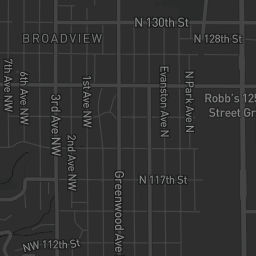 N 130th St
BROADVIEW
N 128th St
7th Ave NW
6th Ave NW
3rd Ave NW
1st Ave NW
2nd Ave NW
Evanston Ave N
N Park Ave N
Robb's 125
Street Gr
N 117th St
Greenwood Ave
NW 112th St